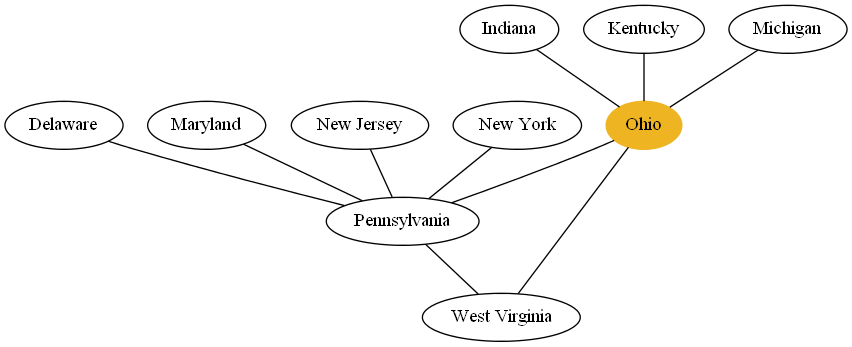 Indiana
Kentucky
Michigan
Delaware
Maryland
New Jersey
New York
Ohio
Pennsylvania
West Virginia